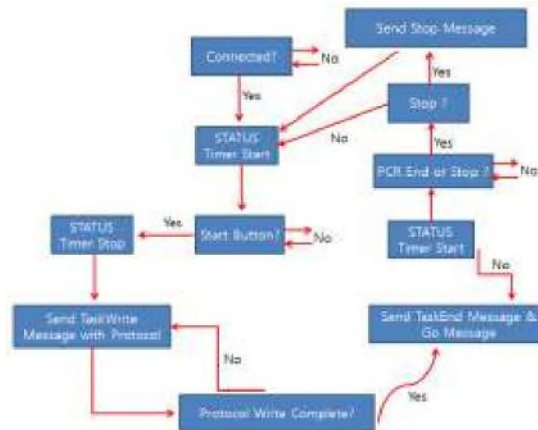 Send Stop Message
Connected?
No
Yes
Yes
Stop ?
STATUS
Timer Start
No
Yes
PCR End or Stop ?
No
STATUS
Timer Stop
Yes
Start Button?
No
STATUS
Timer Start
No
Send TaskWrite
Message with Protocol
Send TaskEnd Message &
Go Message
No
Protocol Write Complete?
Yes